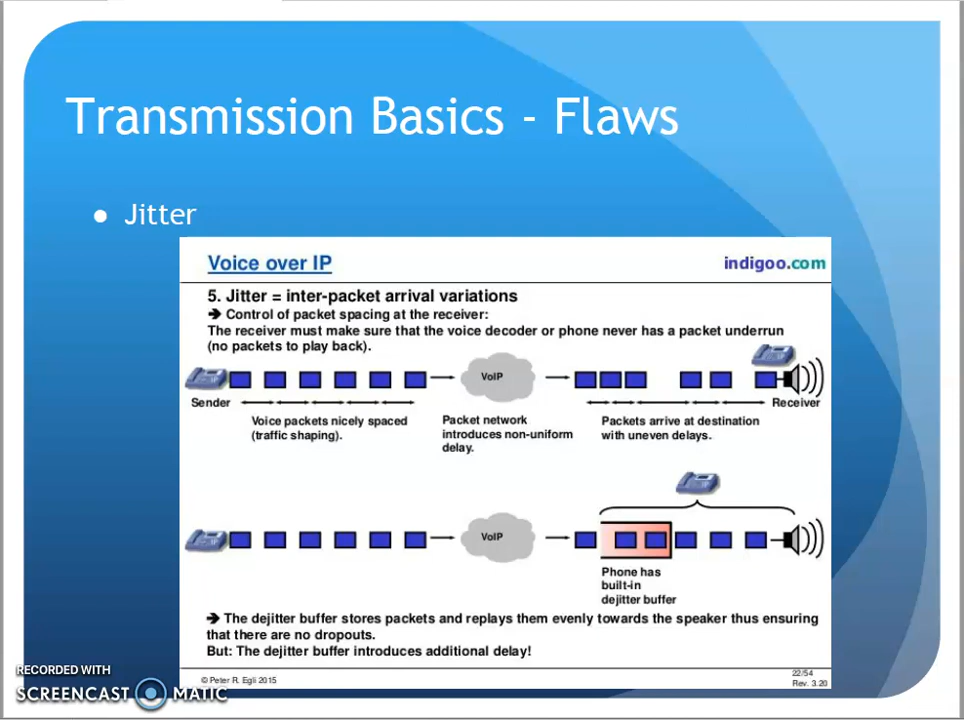 Transmission Basics - Flaws
● Jitter
Voice over IP
indigoo.com
5. Jitter = inter-packet arrival variations
➔ Control of packet spacing at the receiver:
The receiver must make sure that the voice decoder or phone never has a packet underrun
(no packets to play back).
VoIP
Sender
Receiver
Voice packets nicely spaced
(traffic shaping).
Packet network
introduces non-uniform
delay.
Packets arrive at destination
with uneven delays.
VoIP
Phone has
built-in
dejitter buffer
➔ The dejitter buffer stores packets and replays them evenly towards the speaker thus ensuring
that there are no dropouts.
But: The dejitter buffer introduces additional delay!
© Peter R. Egli 2015
22/54
Rev. 3.20
RECORDED WITH
SCREENCAST MATIC